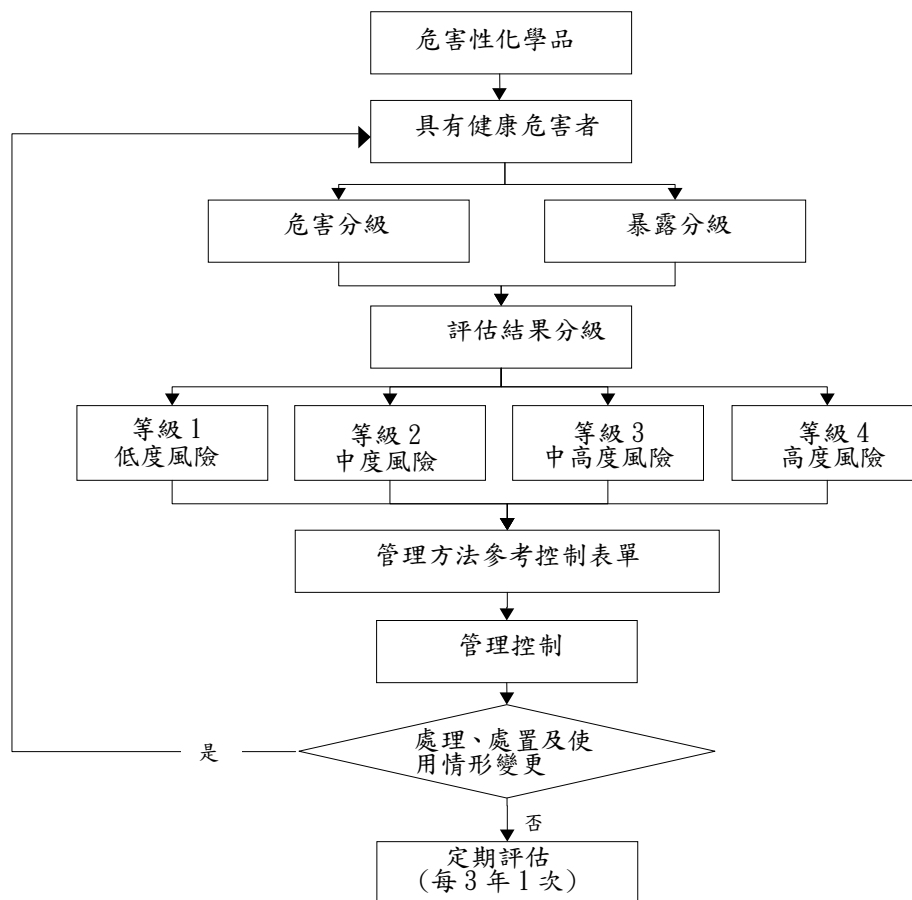 危害性化學品
具有健康危害者
危害分級
暴露分級
評估結果分級
等級 1
低度風險
等級 2
中度風險
等級 3
中高度風險
等級 4
高度風險
管理方法參考控制表單
管理控制
處理、處置及使
用情形變更
是
否
定期評估
(每 3 年 1 次)